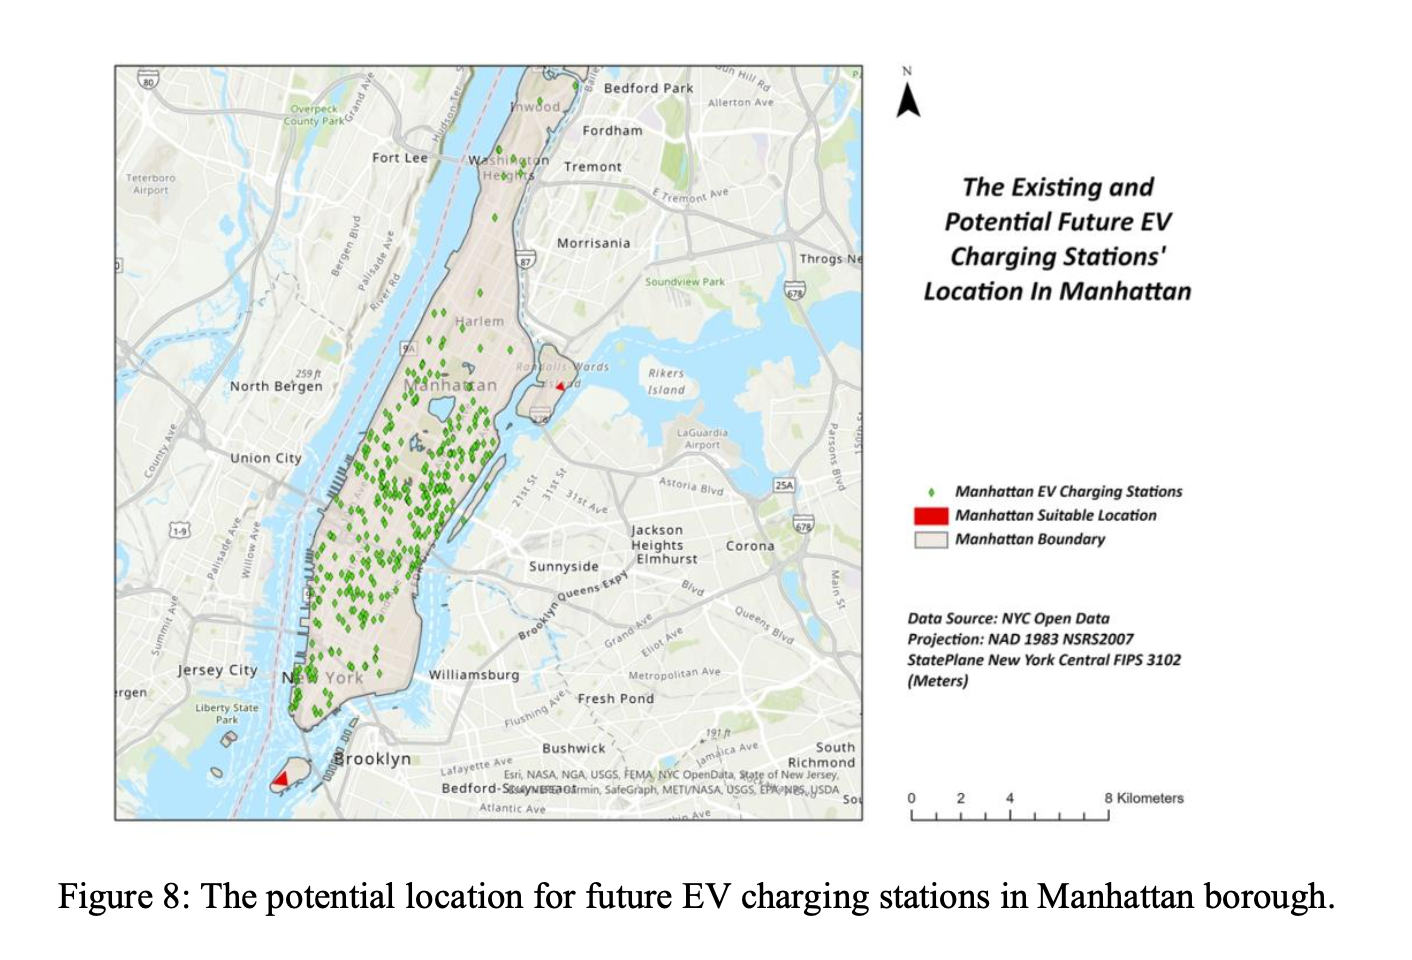 80
Overpeck
County Park
Grand Ave
Hudson Ter
Inwood
Bedford Park
Gun Hill Rd
Allerton Ave
Fordham
Fort Lee
Washington
Heights
Tremont
Teterboro
Airport
E Tremont Ave
Bergen Blvd
Palisade Ave
River Rd
Morrisania
87
Throgs Ne
Soundview Park
678
Harlem
9A
259 ft
North Bergen
Manhattan
Randalls-Wards
Island
278
Rikers
Island
County Ave
Union City
LaGuardia
Airport
Parsons Blvd
150th St
21st St
31st St
31st Ave
Astoria Blvd
25A
1-9
Palisade Ave
Willow Ave
Jackson
Heights
Elmhurst
Corona
678
Sunnyside
Brooklyn Queens Expy
Blvd
Queens Blvd
Main St
Summit Ave
Grand Ave
Eliot Ave
Jersey City
New York
Williamsburg
Metropolitan Ave
ergen
Fresh Pond
Liberty State
Park
Flushing Ave
191 ft
Jamaica Ave
Bushwick
South
Richmond
Brooklyn
Lafayette Ave
Bedford-Stuyvesant
Atlantic Ave
Sou
Esri, NASA, NGA, USGS, FEMA, NYC OpenData, State of New Jersey,
Garmin, SafeGraph, METI/NASA, USGS, EPA, NPS, USDA
N
The Existing and
Potential Future EV
Charging Stations'
Location In Manhattan
Manhattan EV Charging Stations
Manhattan Suitable Location
Manhattan Boundary
Data Source: NYC Open Data
Projection: NAD 1983 NSRS2007
StatePlane New York Central FIPS 3102
(Meters)
0 2 4 8 Kilometers
Figure 8: The potential location for future EV charging stations in Manhattan borough.